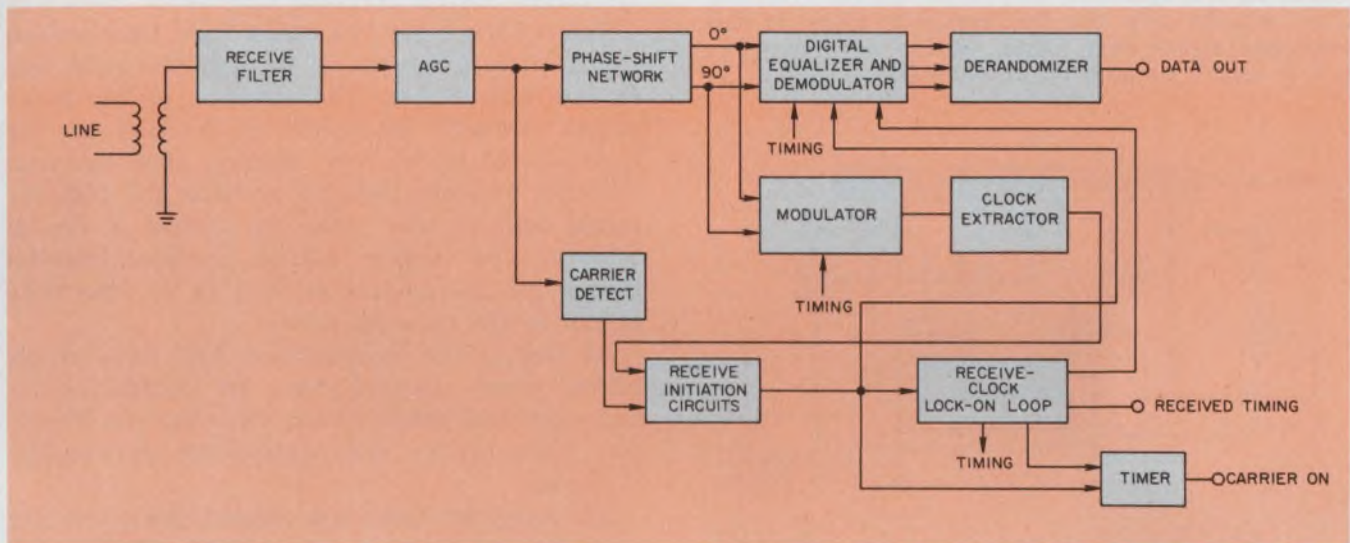 RECEIVE
FILTER
AGC
PHASE-SHIFT
NETWORK
0°
90°
DIGITAL
EQUALIZER AND
DEMODULATOR
DERANDOMIZER
DATA OUT
LINE
TIMING
MODULATOR
CLOCK
EXTRACTOR
CARRIER
DETECT
TIMING
RECEIVE
INITIATION
CIRCUITS
RECEIVE-
CLOCK
LOCK-ON LOOP
RECEIVED TIMING
TIMING
TIMER
CARRIER ON